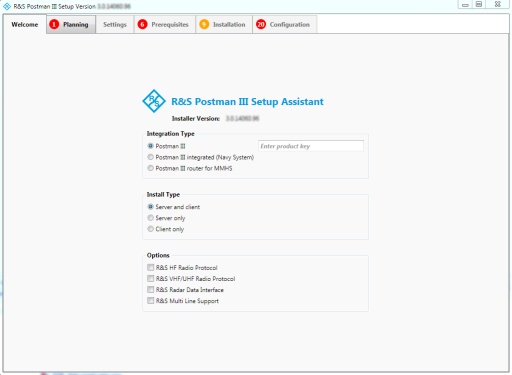 R&S Postman III Setup Version
Welcome
1 Planning
Settings
6 Prerequisites
9 Installation
20 Configuration
R&S
R&S Postman III Setup Assistant
Installer Version:
Integration Type
Postman III
Enter product key
Postman III integrated (Navy System)
Postman III router for MMHS
Install Type
Server and client
Server only
Client only
Options
R&S HF Radio Protocol
R&S VHF/UHF Radio Protocol
R&S Radar Data Interface
R&S Multi Line Support